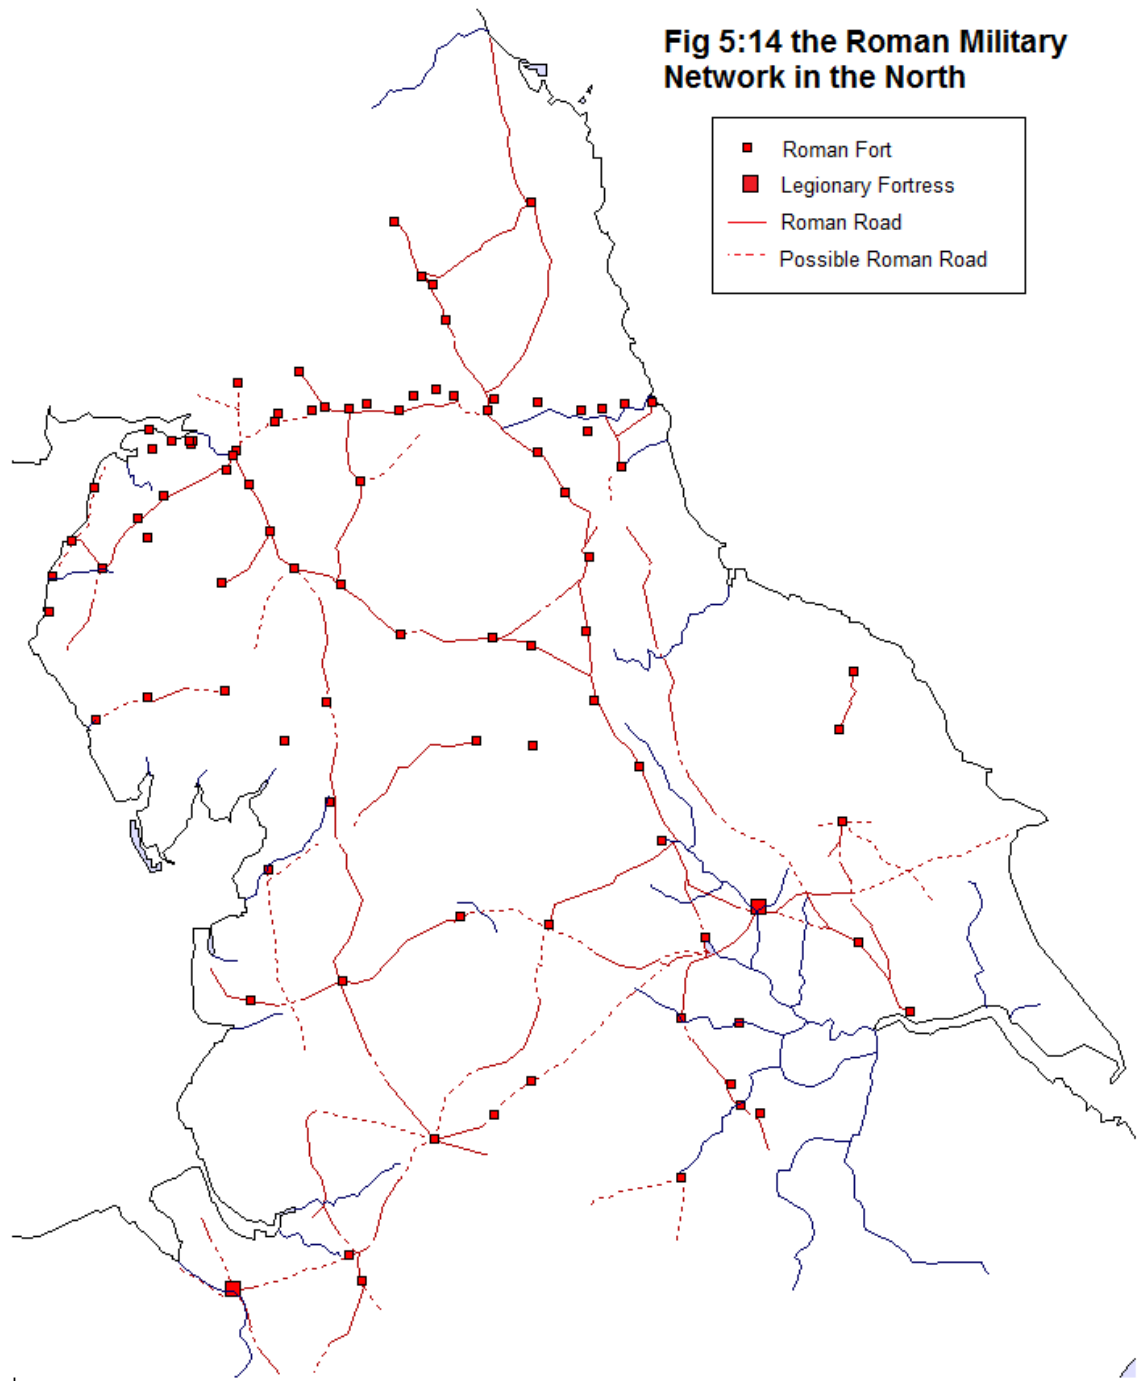 Fig 5:14 the Roman Military
Network in the North
Roman Fort
Legionary Fortress
Roman Road
Possible Roman Road